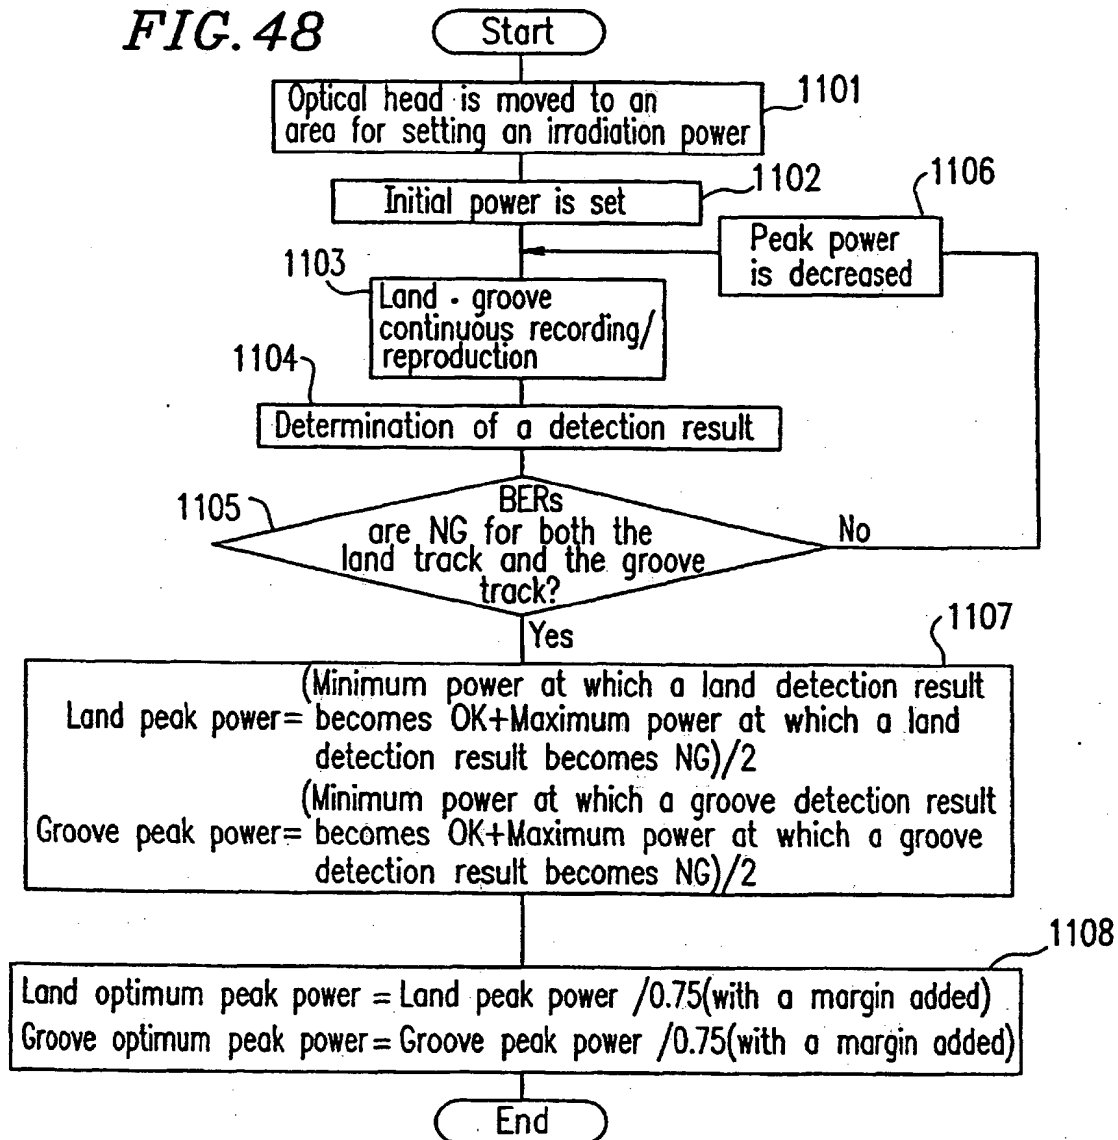 FIG. 48
Start
1101
Optical head is moved to an
area for setting an irradiation power
1102
Initial power is set
1106
Peak power
is decreased
1103
Land · groove
continuous recording/
reproduction
1104
Determination of a detection result
1105
BERs
are NG for both the
land track and the groove
track?
No
Yes
1107
(Minimum power at which a land detection result
Land peak power= becomes OK+Maximum power at which a land
detection result becomes NG)/2
(Minimum power at which a groove detection result
Groove peak power= becomes OK+Maximum power at which a groove
detection result becomes NG)/2
1108
Land optimum peak power = Land peak power /0.75(with a margin added)
Groove optimum peak power = Groove peak power /0.75(with a margin added)
End